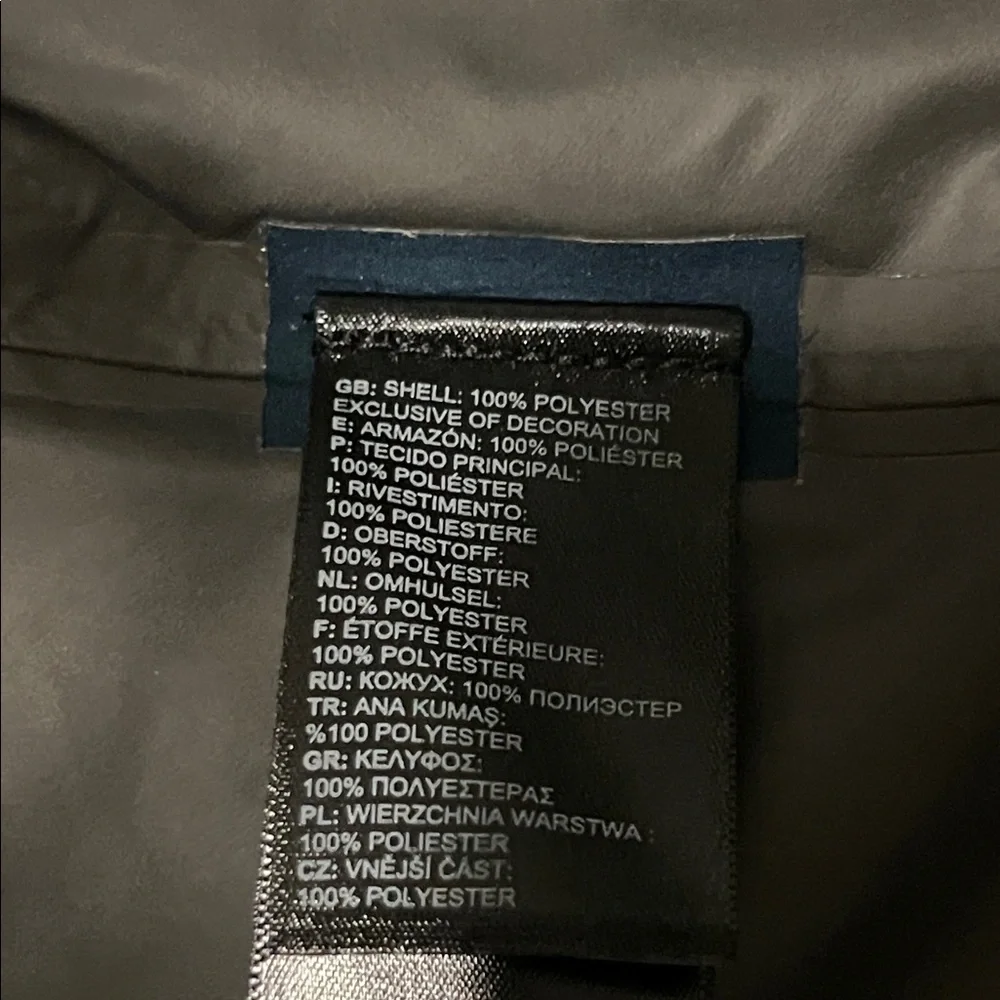 GB: SHELL: 100% POLYESTER
EXCLUSIVE OF DECORATION
E: ARMAZÓN: 100% POLIÉSTER
P: TECIDO PRINCIPAL:
100% POLIÉSTER
I: RIVESTIMENTO:
100% POLIESTERE
D: OBERSTOFF:
100% POLYESTER
NL: OMHULSEL:
100% POLYESTER
F: ÉTOFFE EXTÉRIEURE:
100% POLYESTER
RU: КОЖУХ: 100% ПОЛИЭСТЕР
TR: ANA KUMAŞ:
%100 POLYESTER
GR: ΚΕΛΥΦΟΣ:
100% ΠΟΛΥΕΣΤΕΡΑΣ
PL: WIERZCHNIA WARSTWA :
100% POLIESTER
CZ: VNĚJŠÍ ČÁST:
100% POLYESTER